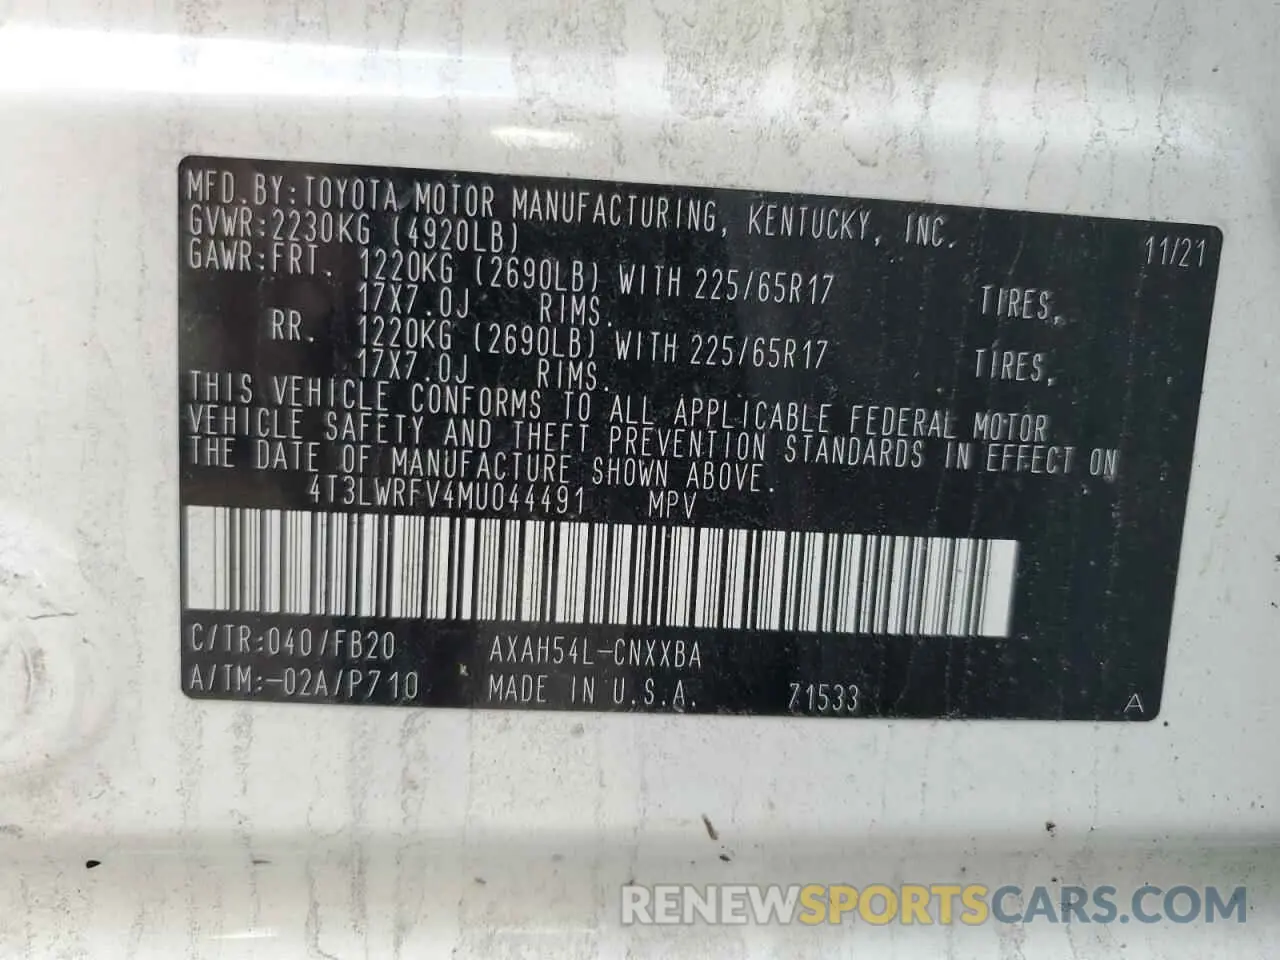 MFD.BY:TOYOTA MOTOR MANUFACTURING, KENTUCKY, INC. 11/21
GVWR:2230KG (4920LB)
GAWR:FRT. 1220KG (2690LB) WITH 225/65R17 TIRES,
17X7.0J RIMS.
RR. 1220KG (2690LB) WITH 225/65R17 TIRES,
17X7.0J RIMS.
THIS VEHICLE CONFORMS TO ALL APPLICABLE FEDERAL MOTOR
VEHICLE SAFETY AND THEFT PREVENTION STANDARDS IN EFFECT ON
THE DATE OF MANUFACTURE SHOWN ABOVE.
4T3LWRFV4MU044491 MPV
C/TR:040/FB20 AXAH54L-CNXXBA
A/TM:-02A/P710 MADE IN U.S.A. 71533 A
RENEWSPORTSCARS.COM